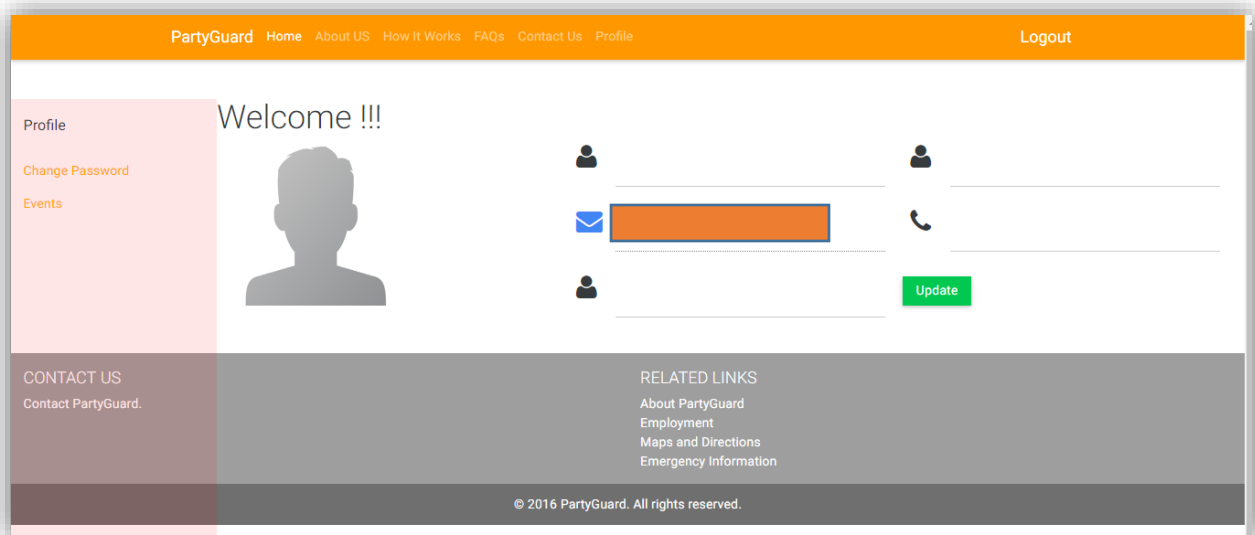 PartyGuard Home About US How It Works FAQs Contact Us Profile Logout
Profile
Change Password
Events
Welcome !!!
Update
CONTACT US
Contact PartyGuard.
RELATED LINKS
About PartyGuard
Employment
Maps and Directions
Emergency Information
© 2016 PartyGuard. All rights reserved.